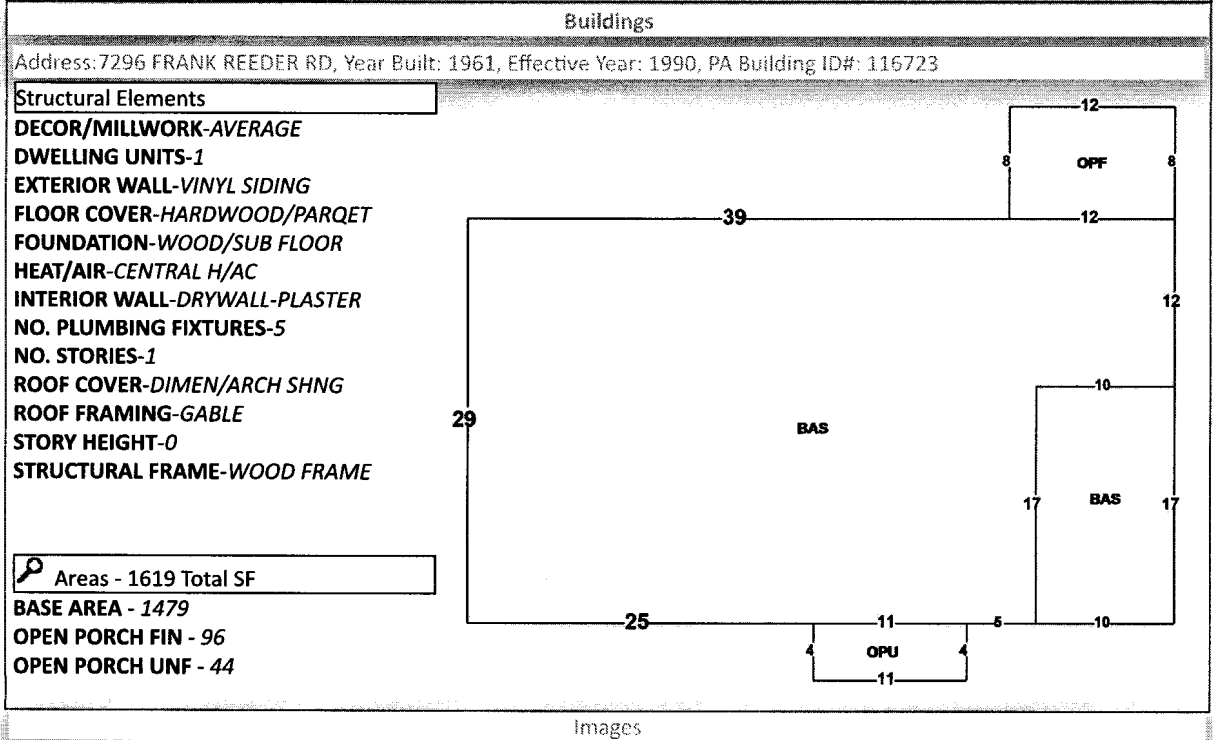 Buildings
Address:7296 FRANK REEDER RD, Year Built: 1961, Effective Year: 1990, PA Building ID#: 116723
Structural Elements
DECOR/MILLWORK-AVERAGE
DWELLING UNITS-1
EXTERIOR WALL-VINYL SIDING
FLOOR COVER-HARDWOOD/PARQET
FOUNDATION-WOOD/SUB FLOOR
HEAT/AIR-CENTRAL H/AC
INTERIOR WALL-DRYWALL-PLASTER
NO. PLUMBING FIXTURES-5
NO. STORIES-1
ROOF COVER-DIMEN/ARCH SHNG
ROOF FRAMING-GABLE
STORY HEIGHT-0
STRUCTURAL FRAME-WOOD FRAME
Areas - 1619 Total SF
BASE AREA - 1479
OPEN PORCH FIN - 96
OPEN PORCH UNF - 44
12
8 OPF 8
39 12
12
10
29 BAS
17 BAS 17
25 11 5 10
4 OPU 4
11
Images